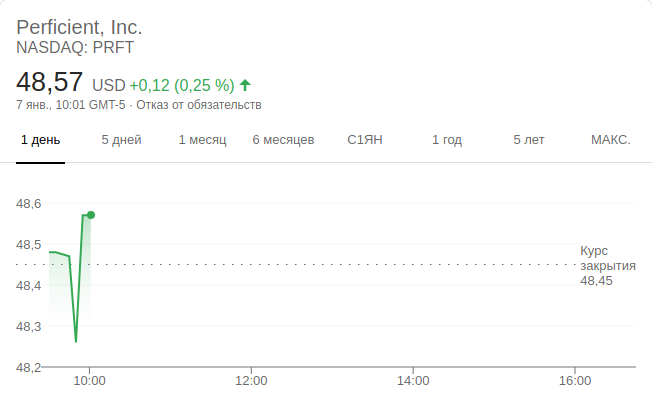 Perficient, Inc.
NASDAQ: PRFT
48,57 USD +0,12 (0,25 %) ↑
7 янв., 10:01 GMT-5 · Отказ от обязательств
1 день 5 дней 1 месяц 6 месяцев С1ЯН 1 год 5 лет МАКС.
48,6
48,5
48,4
48,3
48,2
Курс
закрытия
48,45
10:00 12:00 14:00 16:00